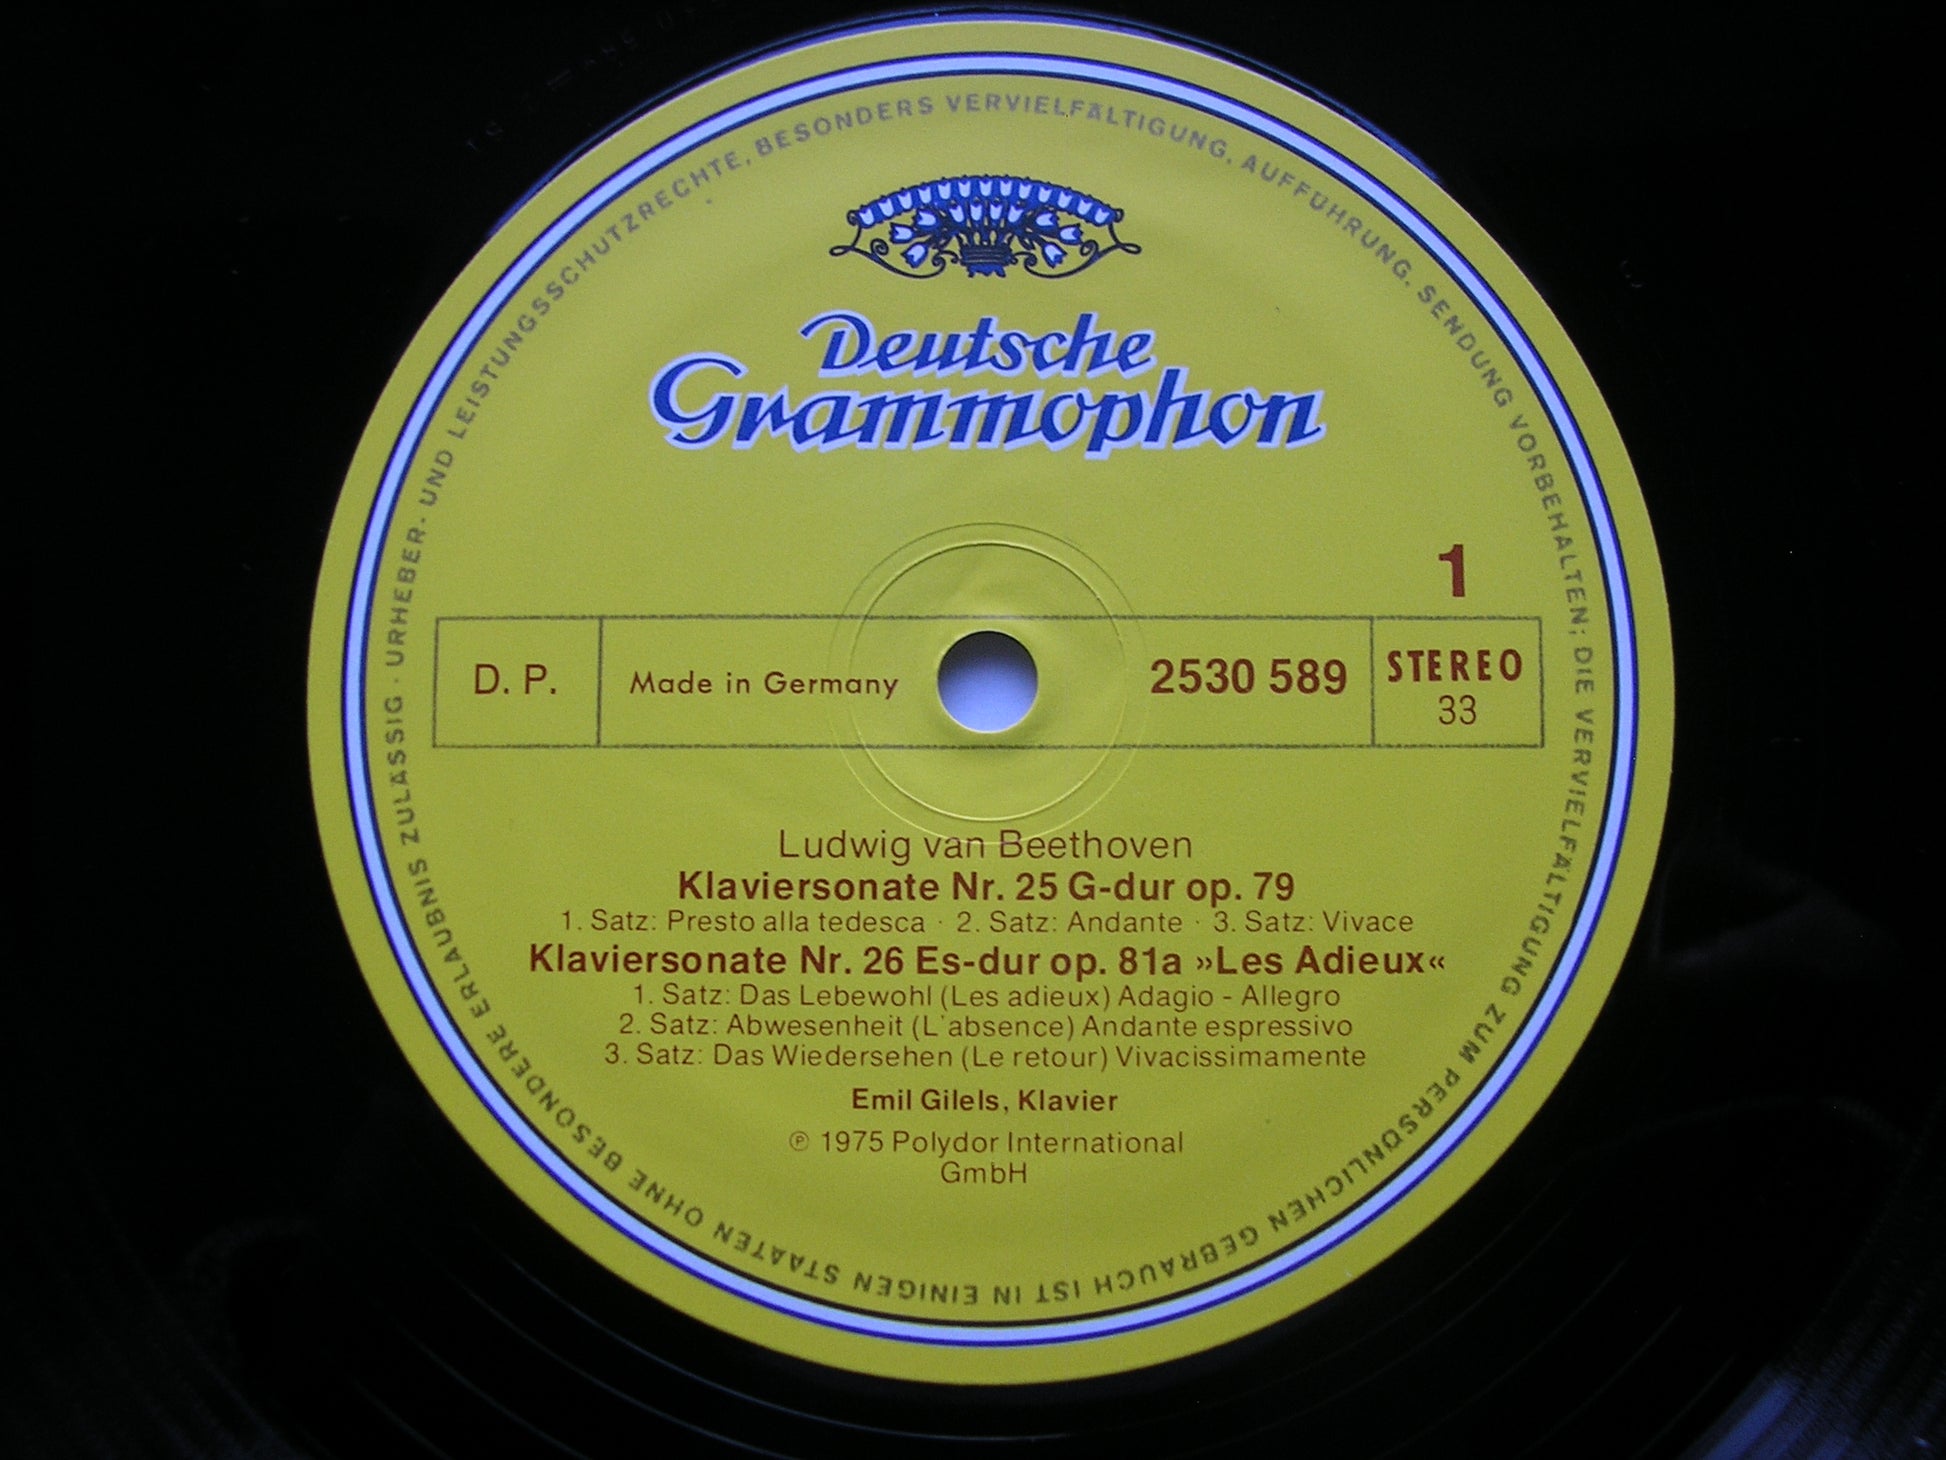 URHEBER- UND LEISTUNGSSCHUTZRECHTE, BESONDERS VERVIELFÄLTIGUNG, AUFFÜHRUNG, SENDUNG VORBEHALTEN; DIE VERVIELFÄLTIGUNG ZUM PERSÖNLICHEN GEBRAUCH IST IN EINIGEN STAATEN OHNE BESONDERE ERLAUBNIS ZULÄSSIG ·
Deutsche
Grammophon
1
D. P.
Made in Germany
2530 589
STEREO
33
Ludwig van Beethoven
Klaviersonate Nr. 25 G-dur op. 79
1. Satz: Presto alla tedesca · 2. Satz: Andante · 3. Satz: Vivace
Klaviersonate Nr. 26 Es-dur op. 81a »Les Adieux«
1. Satz: Das Lebewohl (Les adieux) Adagio - Allegro
2. Satz: Abwesenheit (L'absence) Andante espressivo
3. Satz: Das Wiedersehen (Le retour) Vivacissimamente
Emil Gilels, Klavier
℗ 1975 Polydor International
GmbH